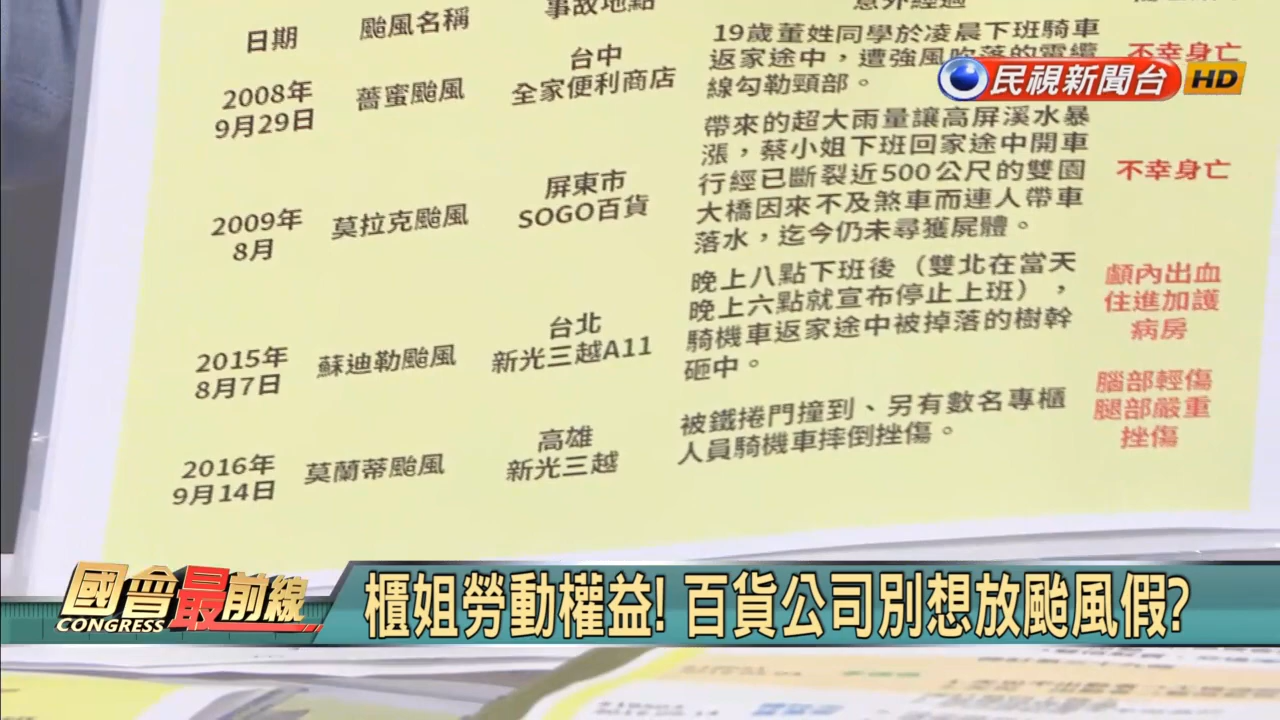 日期
颱風名稱
事故地點
意外經過
2008年
9月29日
薔蜜颱風
台中
全家便利商店
19歲董姓同學於凌晨下班騎車
返家途中，遭強風吹落的電纜
線勾勒頸部。
不幸身亡
民視新聞台 HD
2009年
8月
莫拉克颱風
屏東市
SOGO百貨
帶來的超大雨量讓高屏溪水暴
漲，蔡小姐下班回家途中開車
行經已斷裂近500公尺的雙園
大橋因來不及煞車而連人帶車
落水，迄今仍未尋獲屍體。
不幸身亡
2015年
8月7日
蘇迪勒颱風
台北
新光三越A11
晚上八點下班後（雙北在當天
晚上六點就宣布停止上班），
騎機車返家途中被掉落的樹幹
砸中。
顱內出血
住進加護
病房
2016年
9月14日
莫蘭蒂颱風
高雄
新光三越
被鐵捲門撞到、另有數名專櫃
人員騎機車摔倒挫傷。
腦部輕傷
腿部嚴重
挫傷
國會最前線
CONGRESS
櫃姐勞動權益! 百貨公司別想放颱風假?